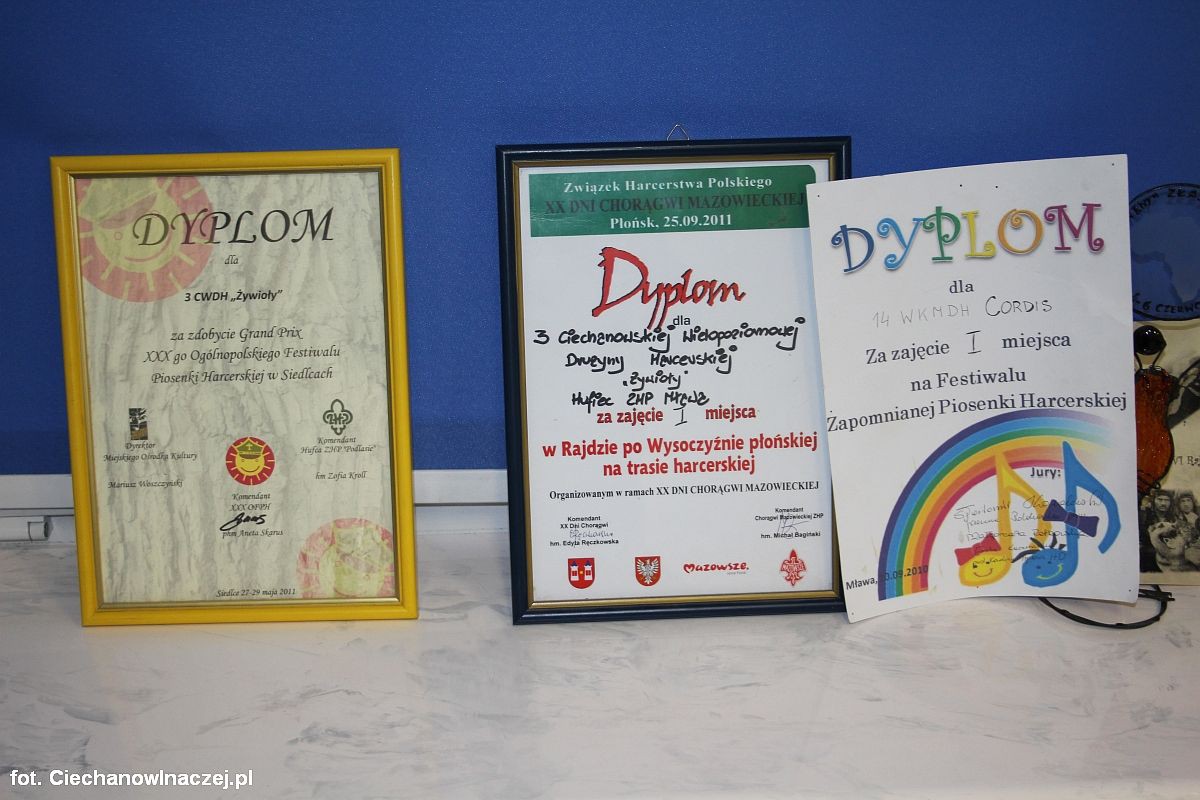 DYPLOM
dla
3 CWDH „Żywioły”
za zdobycie Grand Prix
XXX go Ogólnopolskiego Festiwalu
Piosenki Harcerskiej w Siedlcach
Dyrektor
Miejskiego Ośrodka Kultury
Mariusz Woszczyński
Komendant
Hufca ZHP "Podlasie"
hm Zofia Kroll
Komendant
XXX OFPH
phm Aneta Skarus
Siedlce 27-29 maja 2011
Związek Harcerstwa Polskiego
XX DNI CHORĄGWI MAZOWIECKIEJ
Płońsk, 25.09.2011
Dyplom
dla
3 Ciechanowskiej Wielopoziomowej
Drużyny Harcerskiej
"Żywioły"
Hufiec ZHP Mława
za zajęcie I miejsca
w Rajdzie po Wysoczyźnie płońskiej
na trasie harcerskiej
Organizowanym w ramach XX DNI CHORĄGWI MAZOWIECKIEJ
Komendant
XX Dni Chorągwi
hm. Edyta Ręczkowska
Komendant
Chorągwi Mazowieckiej ZHP
hm. Michał Bagiński
Mazowsze.
DYPLOM
dla
14 WKMDH CORDIS
Za zajęcie I miejsca
na Festiwalu
Zapomnianej Piosenki Harcerskiej
Jury:
Mława, 0.09.2010
fot. CiechanowInaczej.pl